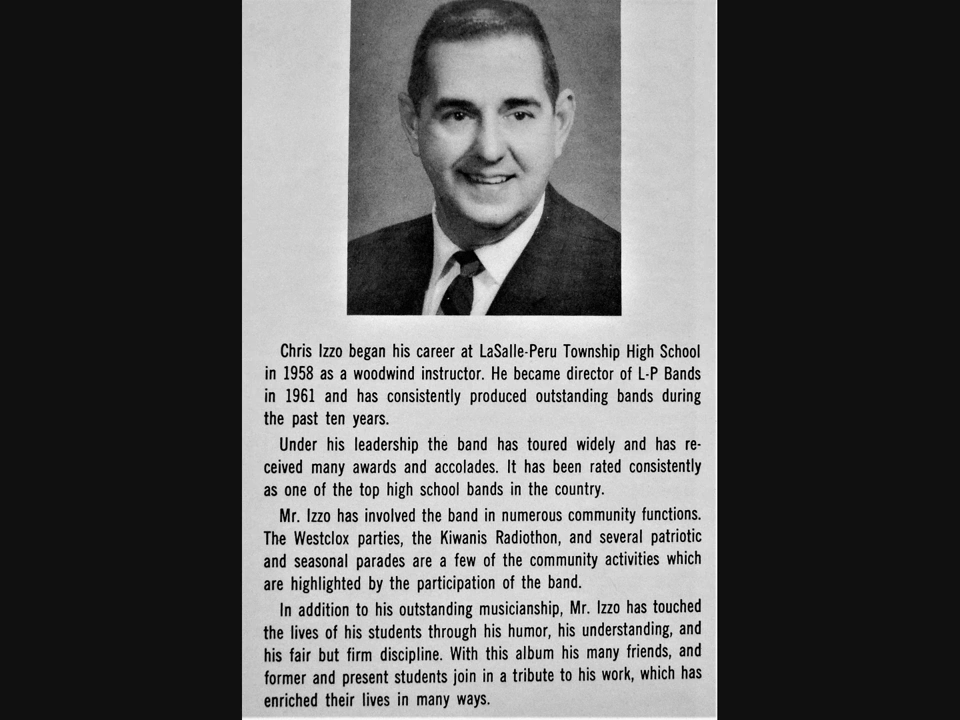 Chris Izzo began his career at LaSalle-Peru Township High School
in 1958 as a woodwind instructor. He became director of L-P Bands
in 1961 and has consistently produced outstanding bands during
the past ten years.
Under his leadership the band has toured widely and has re-
ceived many awards and accolades. It has been rated consistently
as one of the top high school bands in the country.
Mr. Izzo has involved the band in numerous community functions.
The Westclox parties, the Kiwanis Radiothon, and several patriotic
and seasonal parades are a few of the community activities which
are highlighted by the participation of the band.
In addition to his outstanding musicianship, Mr. Izzo has touched
the lives of his students through his humor, his understanding, and
his fair but firm discipline. With this album his many friends, and
former and present students join in a tribute to his work, which has
enriched their lives in many ways.